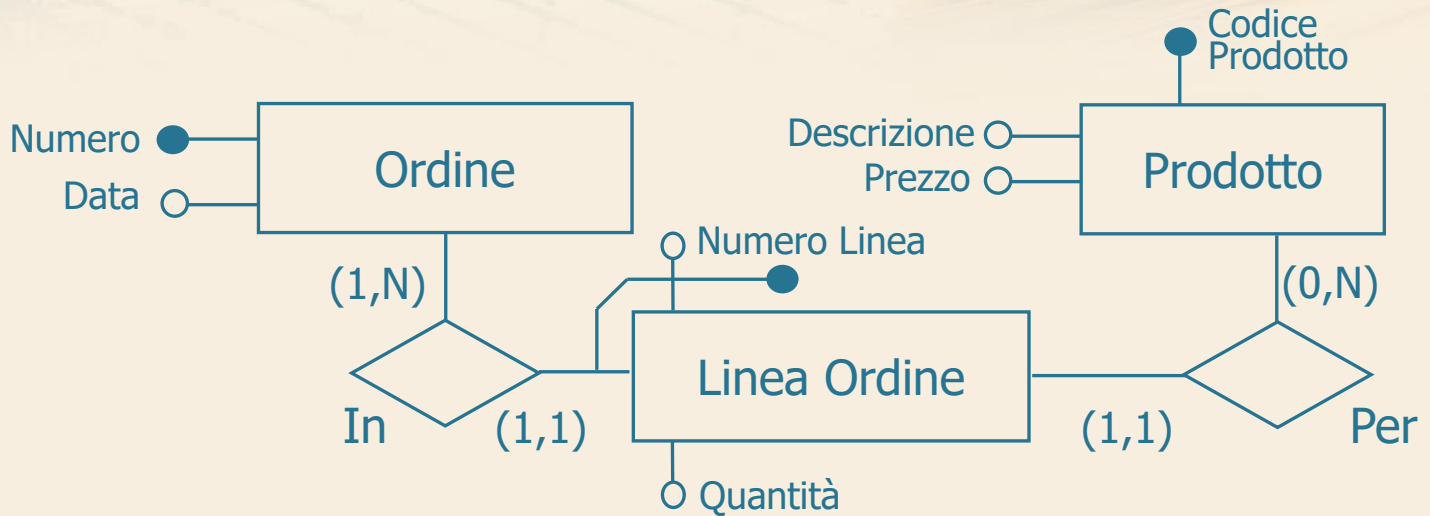 Codice
Prodotto
Numero
Data
Ordine
Descrizione
Prezzo
Prodotto
Numero Linea
(1,N)
(0,N)
Linea Ordine
In
(1,1)
(1,1)
Per
Quantità